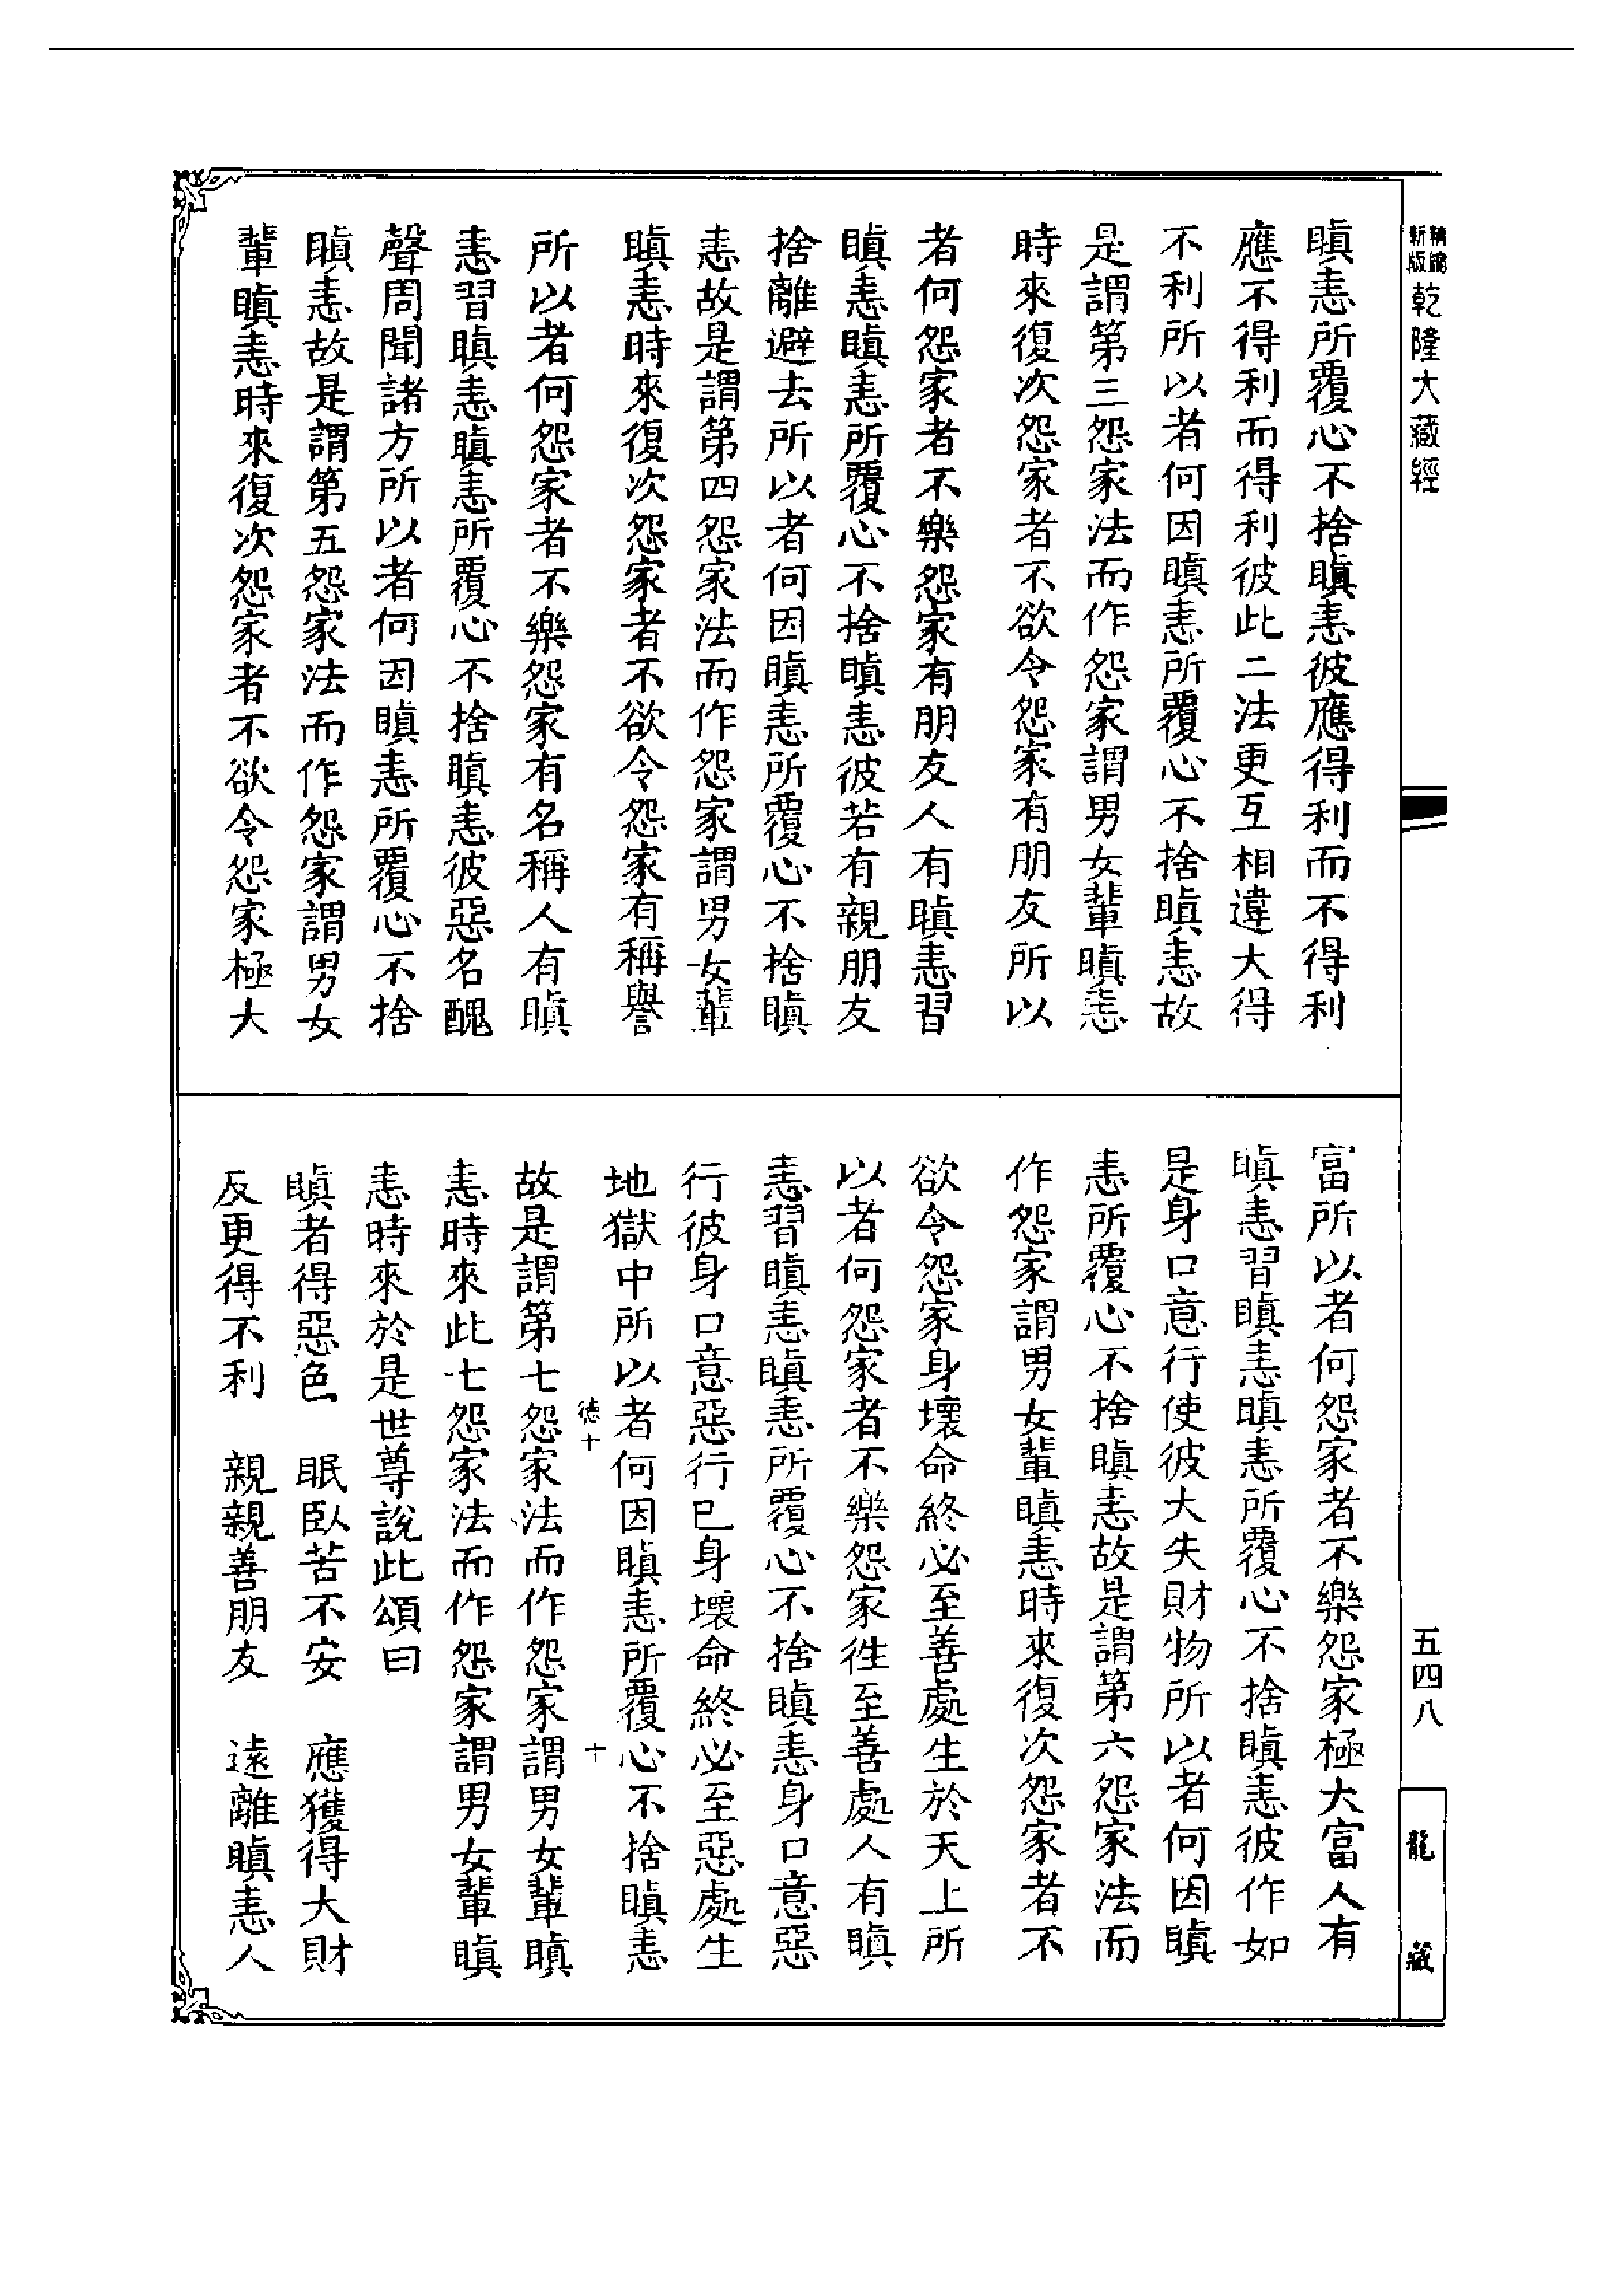 精編
新版
乾隆大藏經
瞋恚所覆心不捨瞋恚彼應得利而不得利
應不得利而得利彼此二法更互相違大得
不利所以者何因瞋恚所覆心不捨瞋恚故
是謂第三怨家法而作怨家謂男女輩瞋恚
時來復次怨家者不欲令怨家有朋友所以
者何怨家者不樂怨家有朋友人有瞋恚習
瞋恚瞋恚所覆心不捨瞋恚彼若有親朋友
捨離避去所以者何因瞋恚所覆心不捨瞋
恚故是謂第四怨家法而作怨家謂男女輩
瞋恚時來復次怨家者不欲令怨家有稱譽
所以者何怨家者不樂怨家有名稱人有瞋
恚習瞋恚瞋恚所覆心不捨瞋恚彼惡名醜
聲周聞諸方所以者何因瞋恚所覆心不捨
瞋恚故是謂第五怨家法而作怨家謂男女
輩瞋恚時來復次怨家者不欲令怨家極大
富所以者何怨家者不樂怨家極大富人有
瞋恚習瞋恚瞋恚所覆心不捨瞋恚彼作如
是身口意行使彼大失財物所以者何因瞋
恚所覆心不捨瞋恚故是謂第六怨家法而
作怨家謂男女輩瞋恚時來復次怨家者不
欲令怨家身壞命終必至善處生於天上所
以者何怨家者不樂怨家徃至善處人有瞋
恚習瞋恚瞋恚所覆心不捨瞋恚身口意惡
行彼身口意惡行已身壞命終必至惡處生
地獄中所以者何因瞋恚所覆心不捨瞋恚
德十 十
故是謂第七怨家法而作怨家謂男女輩瞋
恚時來此七怨家法而作怨家謂男女輩瞋
恚時來於是世尊說此頌曰
瞋者得惡色 眠臥苦不安 應獲得大財
反更得不利 親親善朋友 遠離瞋恚人
五四八
龍藏